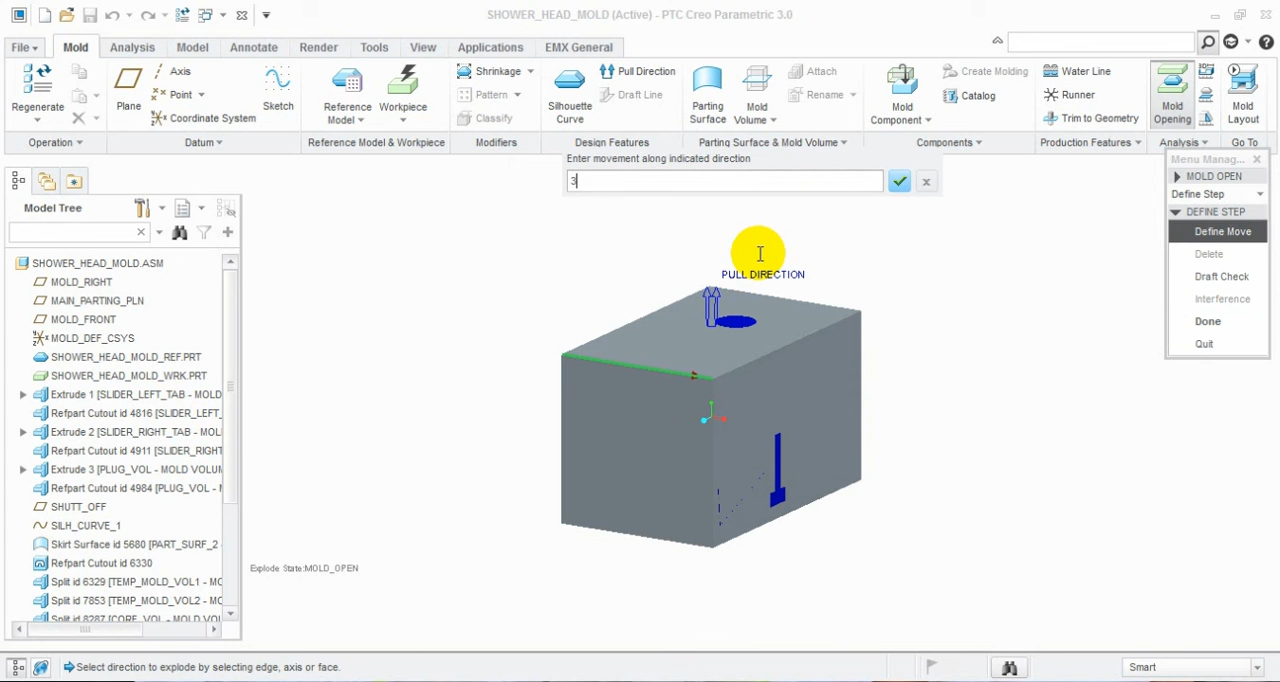 SHOWER_HEAD_MOLD (Active) - PTC Creo Parametric 3.0
File Mold Analysis Model Annotate Render Tools View Applications EMX General
Regenerate
Plane
Axis
Point
Coordinate System
Sketch
Reference Model
Workpiece
Shrinkage
Pattern
Classify
Silhouette Curve
Pull Direction
Draft Line
Parting Surface
Mold Volume
Attach
Rename
Mold Component
Create Molding
Catalog
Water Line
Runner
Trim to Geometry
Mold Opening
Mold Layout
Operation Datum Reference Model & Workpiece Modifiers Design Features Parting Surface & Mold Volume Components Production Features Analysis Go To
Enter movement along indicated direction
3
Menu Manag...
MOLD OPEN
Define Step
DEFINE STEP
Define Move
Delete
Draft Check
Interference
Done
Quit
Model Tree
SHOWER_HEAD_MOLD.ASM
MOLD_RIGHT
MAIN_PARTING_PLN
MOLD_FRONT
MOLD_DEF_CSYS
SHOWER_HEAD_MOLD_REF.PRT
SHOWER_HEAD_MOLD_WRK.PRT
Extrude 1 [SLIDER_LEFT_TAB - MOLD
Refpart Cutout id 4816 [SLIDER_LEFT_
Extrude 2 [SLIDER_RIGHT_TAB - MOL
Refpart Cutout id 4911 [SLIDER_RIGHT
Extrude 3 [PLUG_VOL - MOLD VOLUM
Refpart Cutout id 4984 [PLUG_VOL - M
SHUTT_OFF
SILH_CURVE_1
Skirt Surface id 5680 [PART_SURF_2 -
Refpart Cutout id 6330
Split id 6329 [TEMP_MOLD_VOL1 - MO
Split id 7853 [TEMP_MOLD_VOL2 - MO
Split id 8287 [CORE_VOL - MOLD VOL
PULL DIRECTION
Explode State:MOLD_OPEN
Select direction to explode by selecting edge, axis or face.
Smart